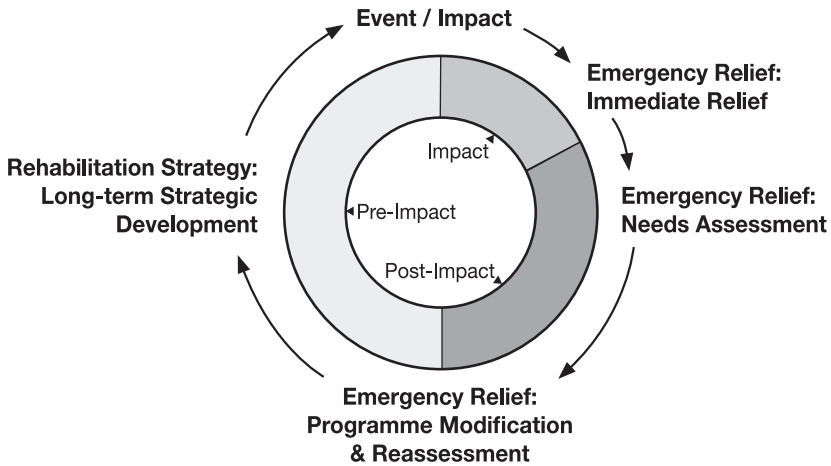 Event / Impact
Emergency Relief:
Immediate Relief
Emergency Relief:
Needs Assessment
Emergency Relief:
Programme Modification
& Reassessment
Rehabilitation Strategy:
Long-term Strategic
Development
Impact
Pre-Impact
Post-Impact